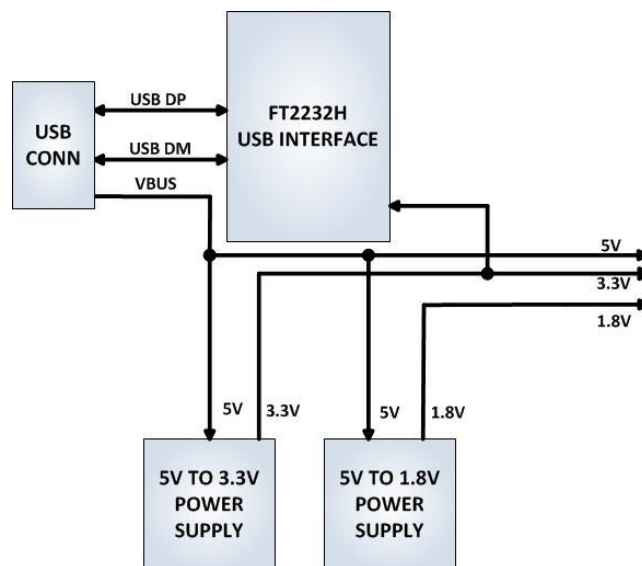 USB DP
FT2232H
USB INTERFACE
USB
CONN
USB DM
VBUS
5V
3.3V
1.8V
5V
3.3V
5V
1.8V
5V TO 3.3V
POWER
SUPPLY
5V TO 1.8V
POWER
SUPPLY